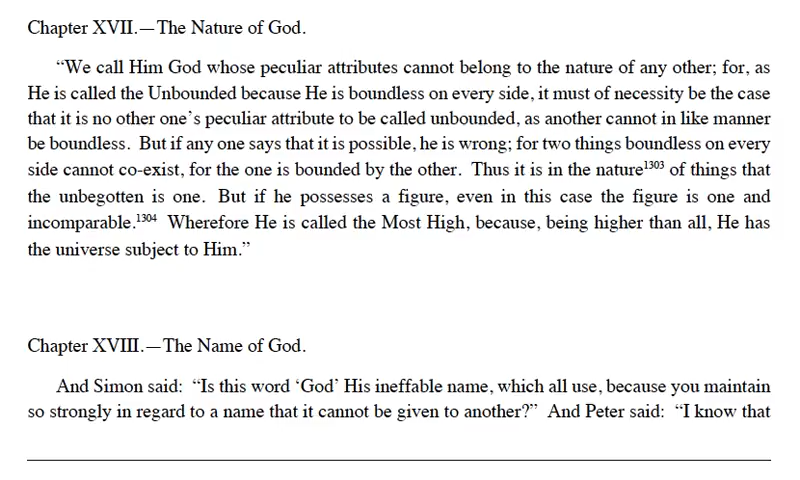 Chapter XVII.—The Nature of God.
“We call Him God whose peculiar attributes cannot belong to the nature of any other; for, as
He is called the Unbounded because He is boundless on every side, it must of necessity be the case
that it is no other one’s peculiar attribute to be called unbounded, as another cannot in like manner
be boundless.  But if any one says that it is possible, he is wrong; for two things boundless on every
side cannot co-exist, for the one is bounded by the other.  Thus it is in the nature1303 of things that
the unbegotten is one.  But if he possesses a figure, even in this case the figure is one and
incomparable.1304  Wherefore He is called the Most High, because, being higher than all, He has
the universe subject to Him.”
Chapter XVIII.—The Name of God.
And Simon said:  “Is this word ‘God’ His ineffable name, which all use, because you maintain
so strongly in regard to a name that it cannot be given to another?”  And Peter said:  “I know that